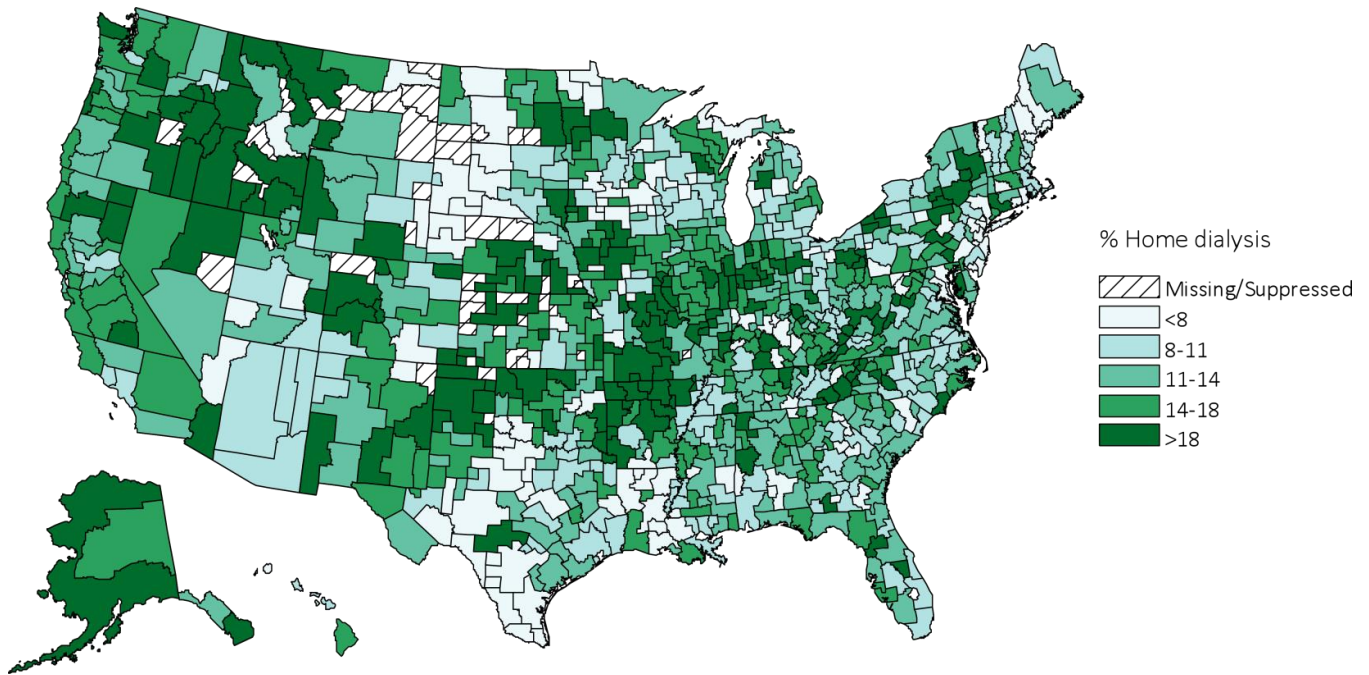 % Home dialysis
Missing/Suppressed
<8
8-11
11-14
14-18
>18